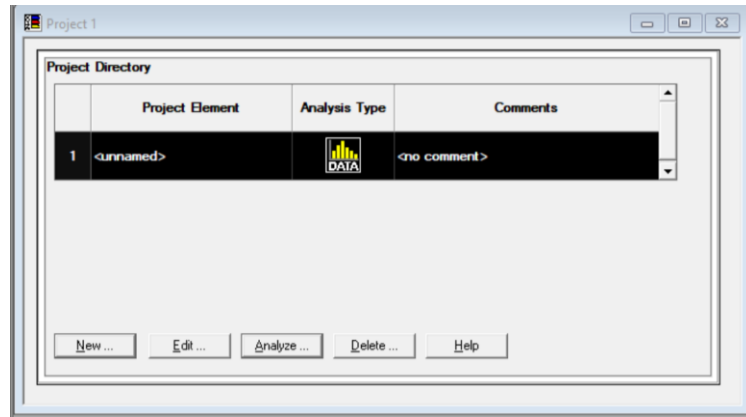 Project 1
Project Directory
Project Element Analysis Type Comments
1 <unnamed> DATA <no comment>
New ... Edit ... Analyze ... Delete ... Help